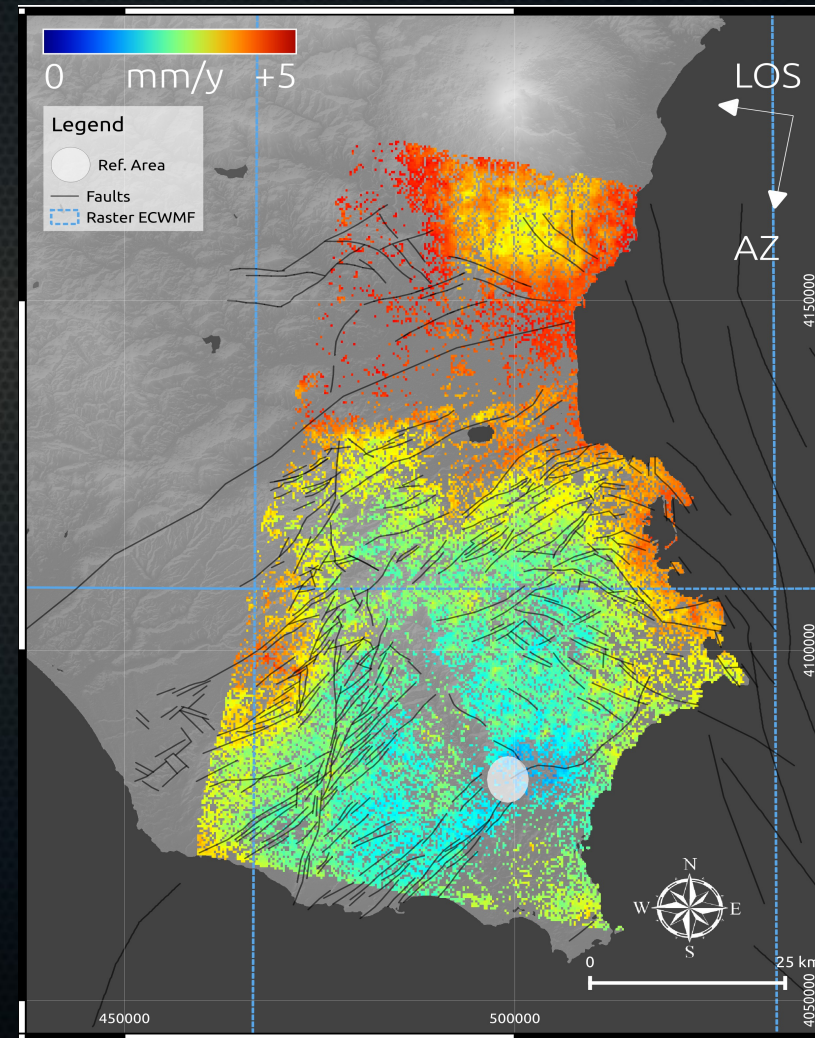 0 mm/y +5
LOS
Legend
Ref. Area
Faults
Raster ECWMF
AZ
4150000
4100000
N
W E
S
0 25 km
4050000
450000 500000